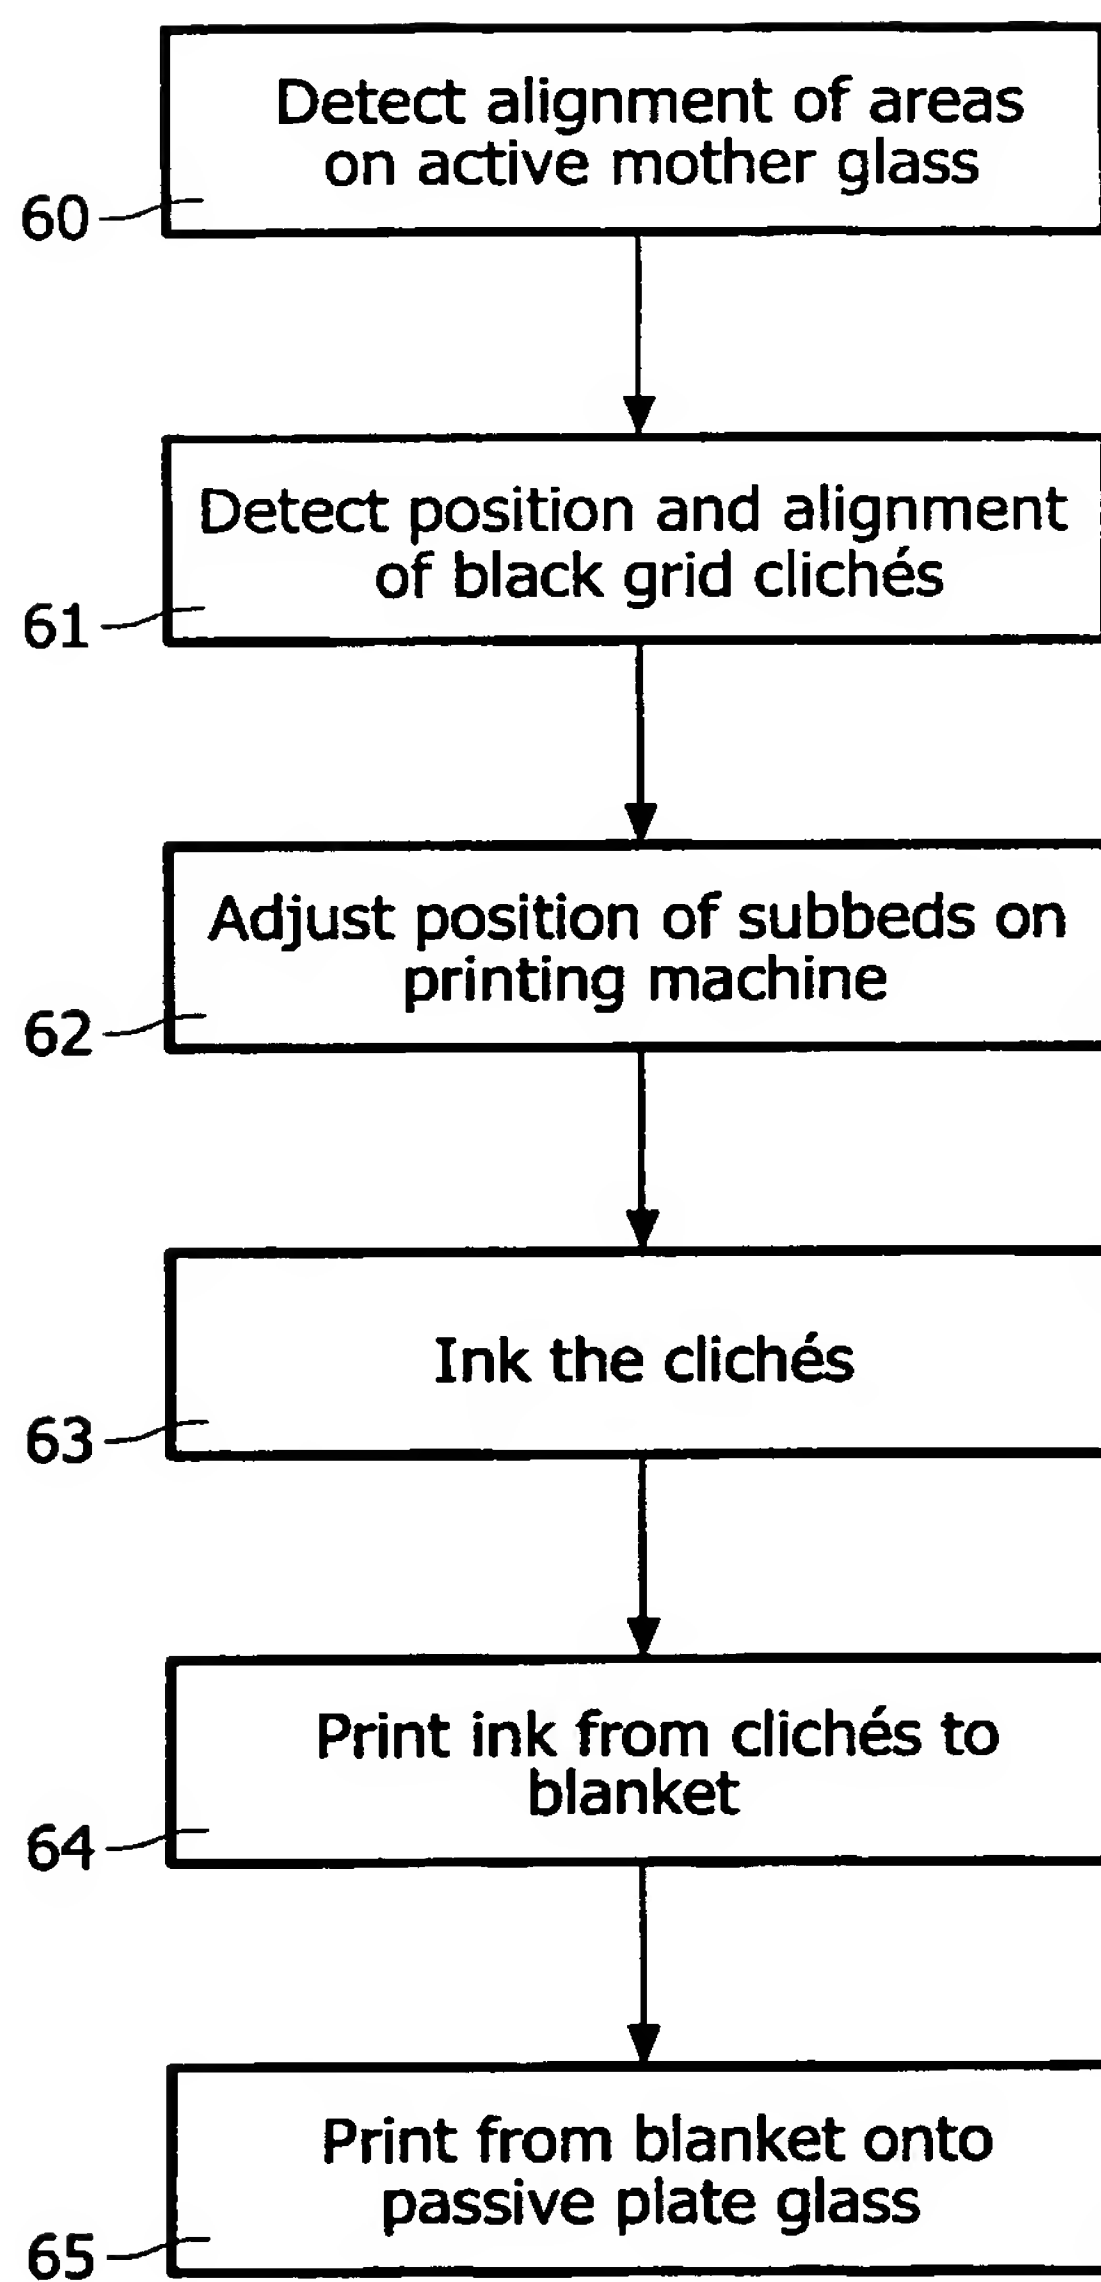 Detect alignment of areas
on active mother glass
60
Detect position and alignment
of black grid clichés
61
Adjust position of subbeds on
printing machine
62
Ink the clichés
63
Print ink from clichés to
blanket
64
Print from blanket onto
passive plate glass
65